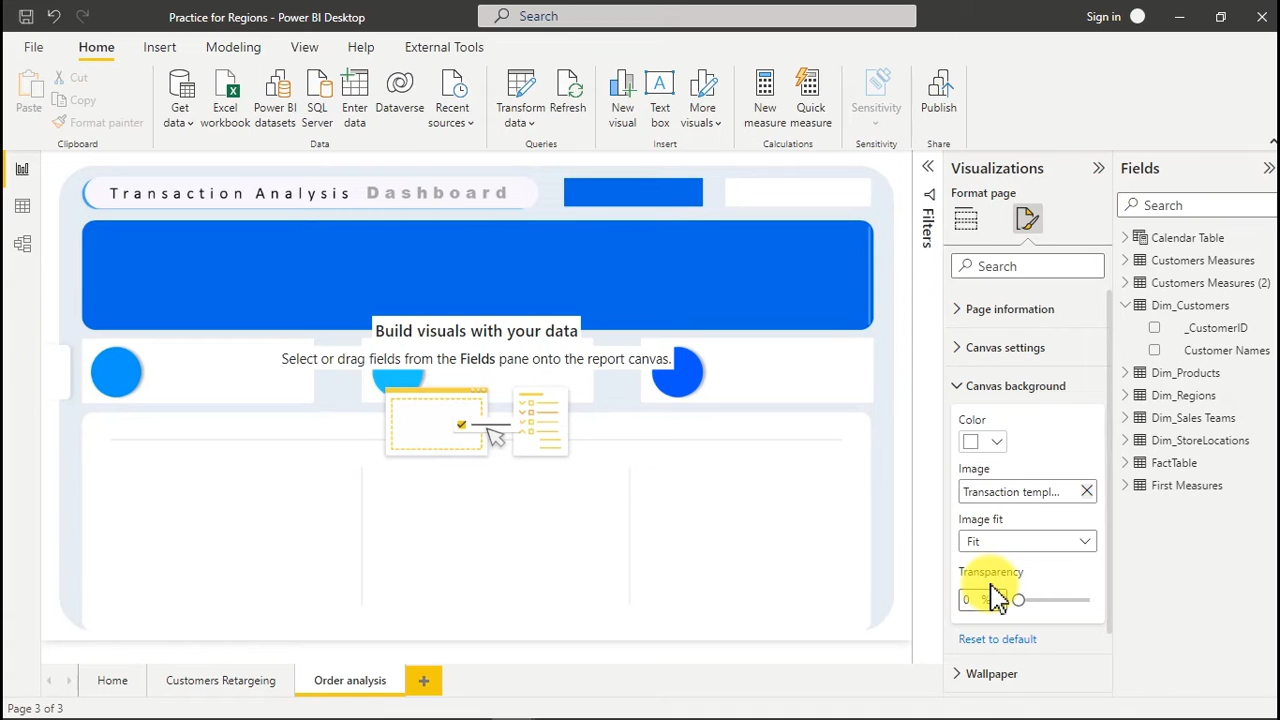 Practice for Regions - Power BI Desktop
Search
Sign in
File Home Insert Modeling View Help External Tools
Paste
Cut
Copy
Format painter
Get data
Excel workbook
Power BI datasets
SQL Server
Enter data
Dataverse
Recent sources
Transform data
Refresh
New visual
Text box
More visuals
New measure
Quick measure
Sensitivity
Publish
Clipboard
Data
Queries
Insert
Calculations
Sensitivity
Share
Transaction Analysis Dashboard
Build visuals with your data
Select or drag fields from the Fields pane onto the report canvas.
Filters
Visualizations
Format page
Search
Page information
Canvas settings
Canvas background
Color
Image
Transaction templ...
Image fit
Fit
Transparency
0 %
Reset to default
Wallpaper
Fields
Search
Calendar Table
Customers Measures
Customers Measures (2)
Dim_Customers
_CustomerID
Customer Names
Dim_Products
Dim_Regions
Dim_Sales Teams
Dim_StoreLocations
FactTable
First Measures
Home
Customers Retargeing
Order analysis
Page 3 of 3